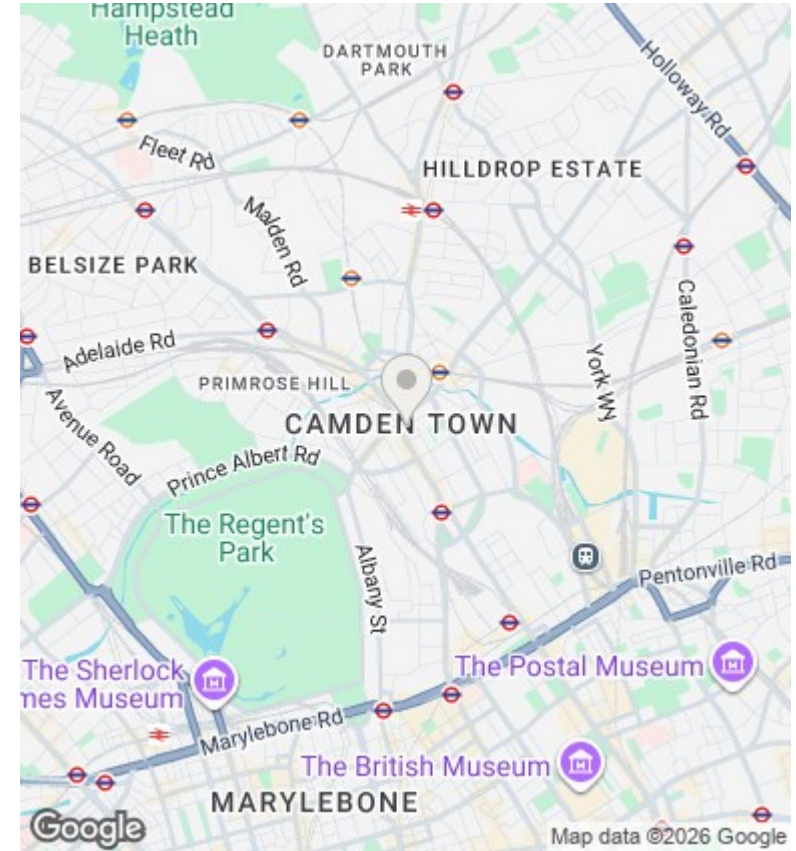 Hampstead
Heath
DARTMOUTH
PARK
Holloway Rd
Fleet Rd
HILLDROP ESTATE
Malden Rd
BELSIZE PARK
Caledonian Rd
Adelaide Rd
York Wy
PRIMROSE HILL
Avenue Road
CAMDEN TOWN
Prince Albert Rd
The Regent's
Park
Albany St
Pentonville Rd
The Sherlock
mes Museum
The Postal Museum
Marylebone Rd
The British Museum
MARYLEBONE
Google
Map data ©2026 Google